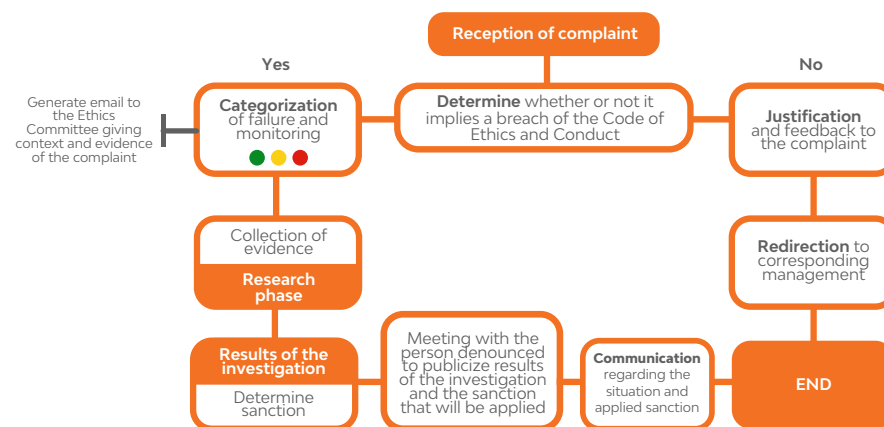 Reception of complaint
Yes
No
Generate email to
the Ethics
Committee giving
context and evidence
of the complaint
Categorization
of failure and
monitoring
Determine whether or not it
implies a breach of the Code of
Ethics and Conduct
Justification
and feedback to
the complaint
Collection of
evidence
Research
phase
Redirection to
corresponding
management
Results of the
investigation
Determine
sanction
Meeting with the
person denounced
to publicize results
of the investigation
and the sanction
that will be applied
Communication
regarding the
situation and
applied sanction
END